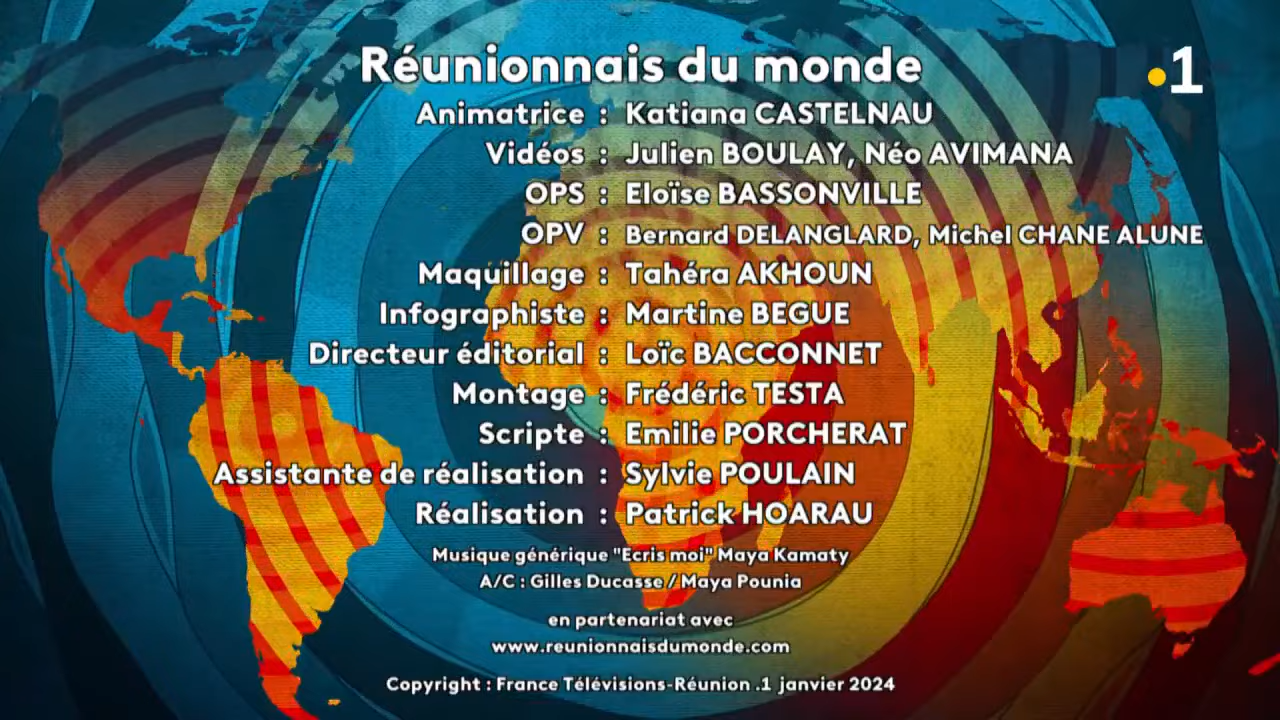 Réunionnais du monde
.1
Animatrice : Katiana CASTELNAU
Vidéos : Julien BOULAY, Néo AVIMANA
OPS : Eloïse BASSONVILLE
OPV : Bernard DELANGLARD, Michel CHANE ALUNE
Maquillage : Tahéra AKHOUN
Infographiste : Martine BEGUE
Directeur éditorial : Loïc BACCONNET
Montage : Frédéric TESTA
Scripte : Emilie PORCHERAT
Assistante de réalisation : Sylvie POULAIN
Réalisation : Patrick HOARAU
Musique générique "Ecris moi" Maya Kamaty
A/C : Gilles Ducasse / Maya Pounia
en partenariat avec
www.reunionnaisdumonde.com
Copyright : France Télévisions-Réunion .1 janvier 2024